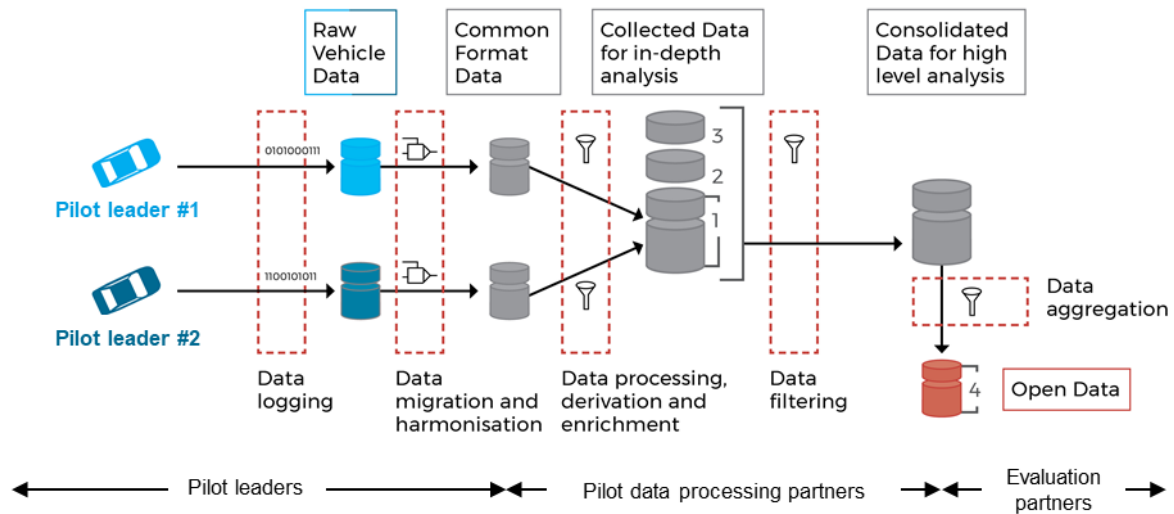 Raw
Vehicle
Data
Common
Format
Data
Collected Data
for in-depth
analysis
Consolidated
Data for high
level analysis
0101000111
3
2
1
Pilot leader #1
1100101011
Pilot leader #2
Data
aggregation
4
Open Data
Data
logging
Data
migration and
harmonisation
Data processing,
derivation and
enrichment
Data
filtering
Pilot leaders
Pilot data processing partners
Evaluation
partners